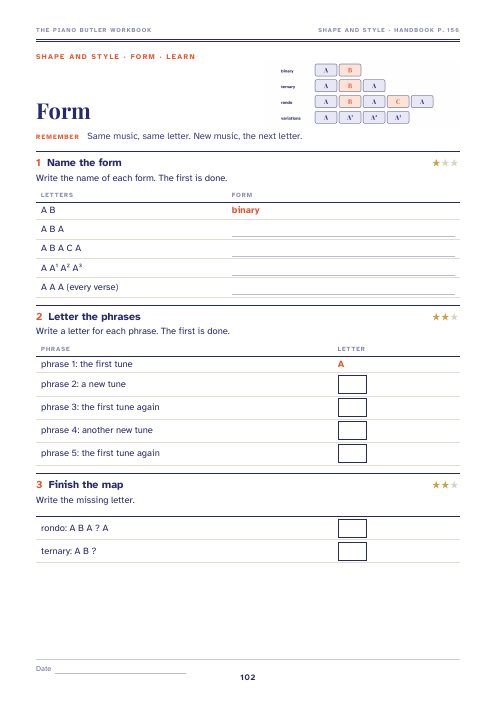 THE PIANO BUTLER WORKBOOK
SHAPE AND STYLE · HANDBOOK P. 156
SHAPE AND STYLE · FORM · LEARN
binary A B
ternary A B A
rondo A B A C A
variations A A¹ A² A³
Form
REMEMBER Same music, same letter. New music, the next letter.
1 Name the form
Write the name of each form. The first is done.
LETTERS FORM
A B binary
A B A
A B A C A
A A¹ A² A³
A A A (every verse)
2 Letter the phrases
Write a letter for each phrase. The first is done.
PHRASE LETTER
phrase 1: the first tune A
phrase 2: a new tune
phrase 3: the first tune again
phrase 4: another new tune
phrase 5: the first tune again
3 Finish the map
Write the missing letter.
rondo: A B A ? A
ternary: A B ?
Date
102